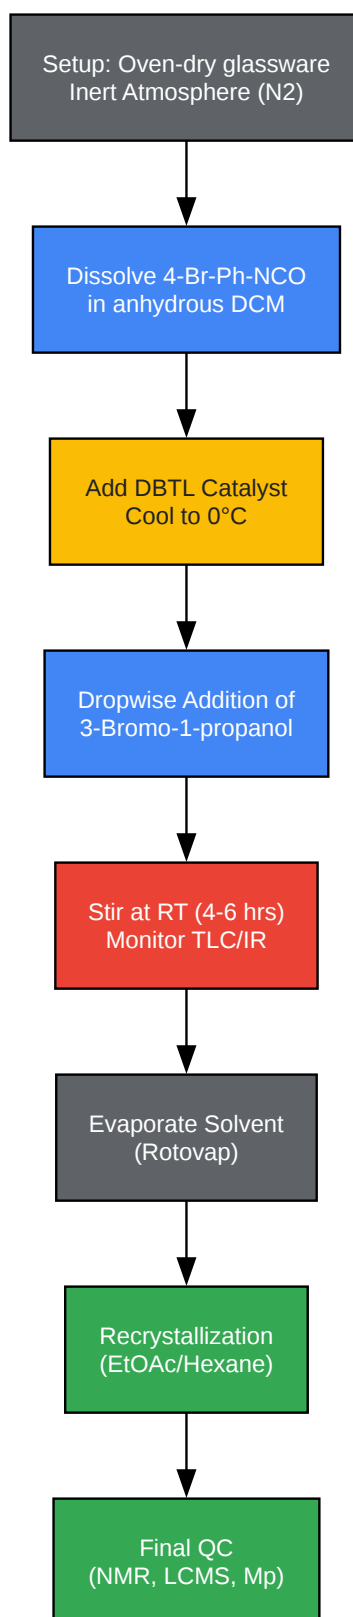 Setup: Oven-dry glassware
Inert Atmosphere (N2)
Dissolve 4-Br-Ph-NCO
in anhydrous DCM
Add DBTL Catalyst
Cool to 0°C
Dropwise Addition of
3-Bromo-1-propanol
Stir at RT (4-6 hrs)
Monitor TLC/IR
Evaporate Solvent
(Rotovap)
Recrystallization
(EtOAc/Hexane)
Final QC
(NMR, LCMS, Mp)